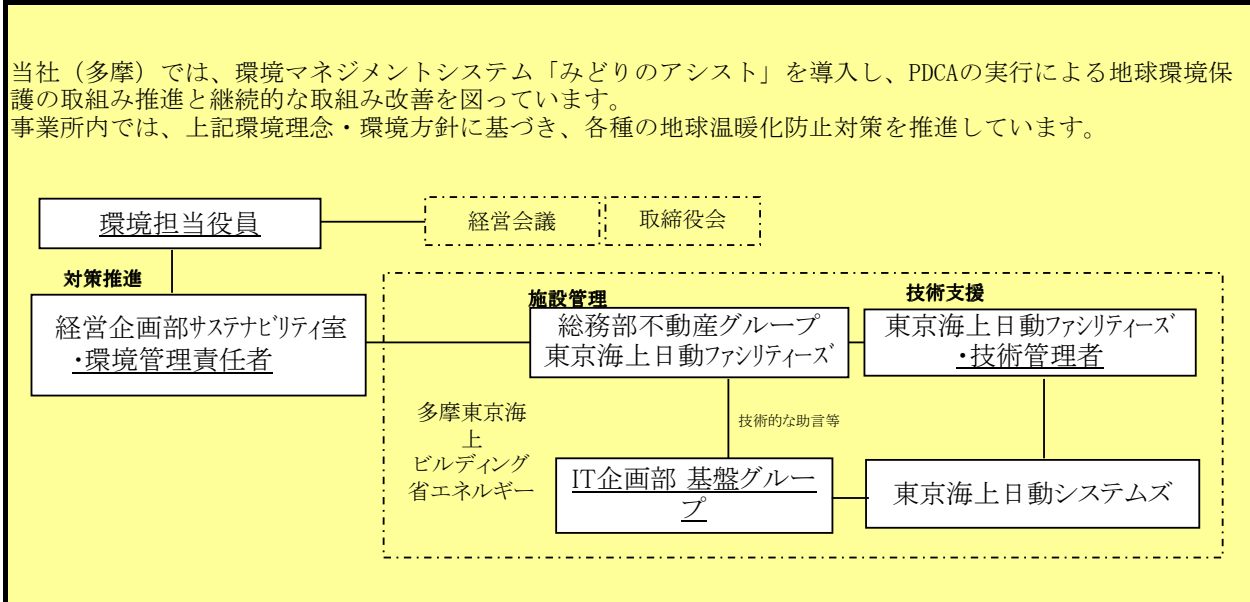 当社（多摩）では、環境マネジメントシステム「みどりのアシスト」を導入し、PDCAの実行による地球環境保
護の取組み推進と継続的な取組み改善を図っています。
事業所内では、上記環境理念・環境方針に基づき、各種の地球温暖化防止対策を推進しています。
環境担当役員
経営会議
取締役会
対策推進
経営企画部サステナビリティ室
・環境管理責任者
施設管理
総務部不動産グループ
東京海上日動ファシリティーズ
技術支援
東京海上日動ファシリティーズ
・技術管理者
多摩東京海
上
ビルディング
省エネルギー
技術的な助言等
IT企画部 基盤グルー
プ
東京海上日動システムズ